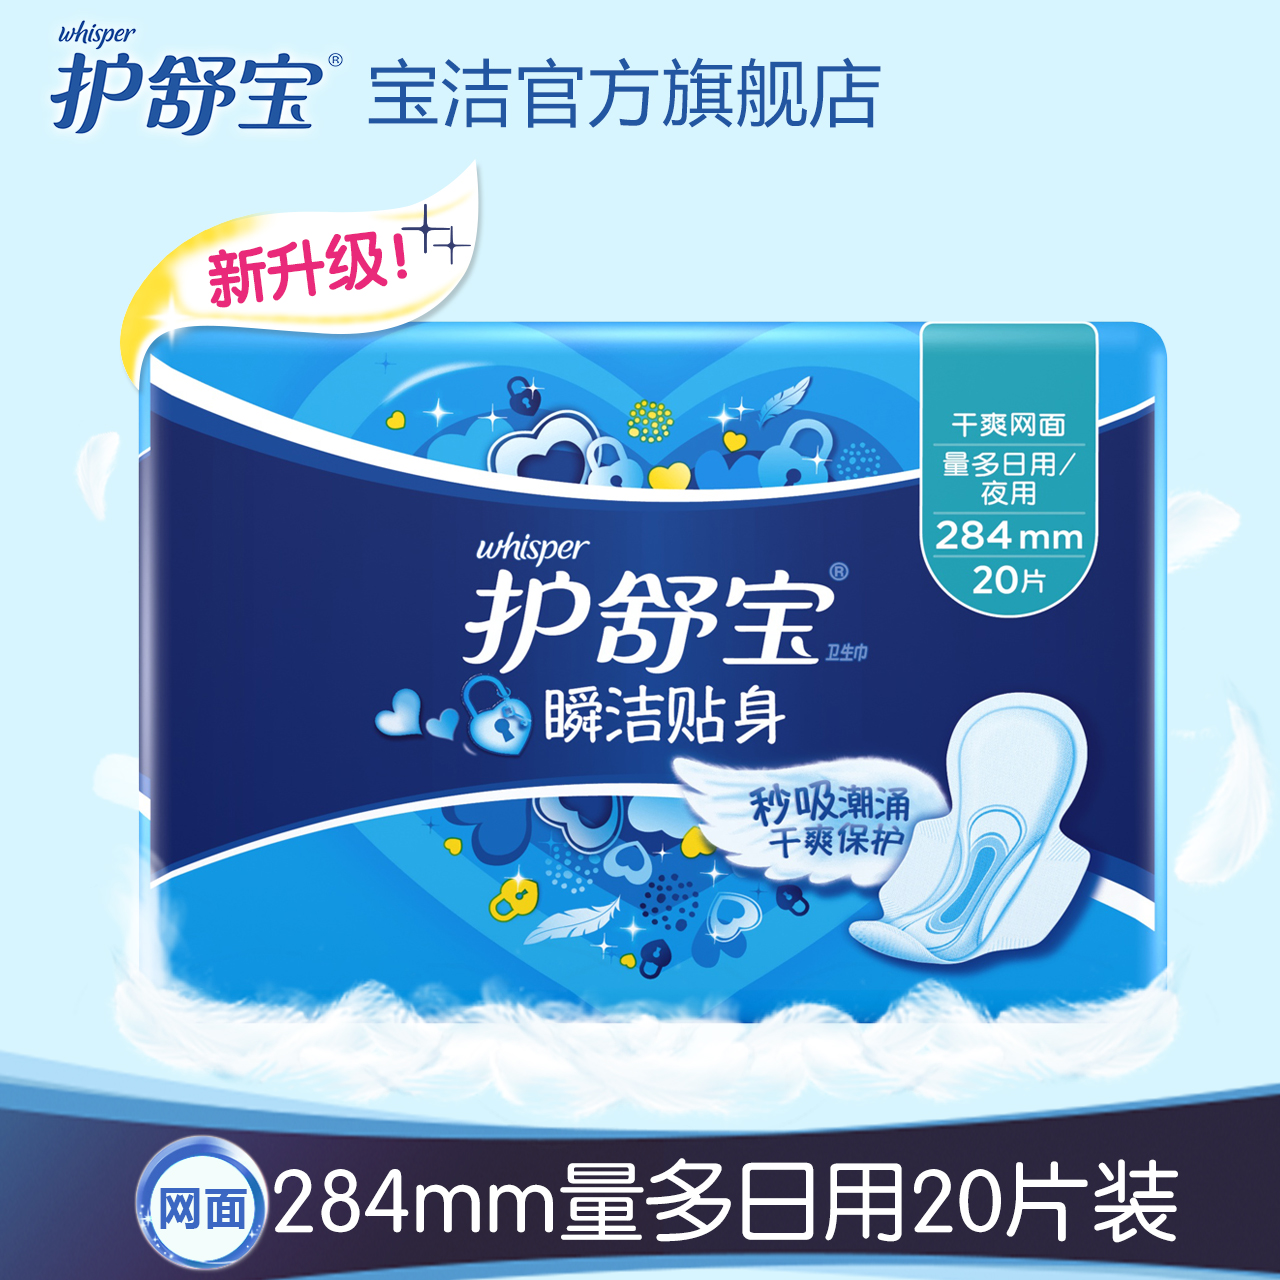 whisper
护舒宝® 宝洁官方旗舰店
新升级!
干爽网面
量多日用/
夜用
284mm
20片
whisper
护舒宝®
卫生巾
瞬洁贴身
秒吸潮涌
干爽保护
网面 284mm量多日用20片装